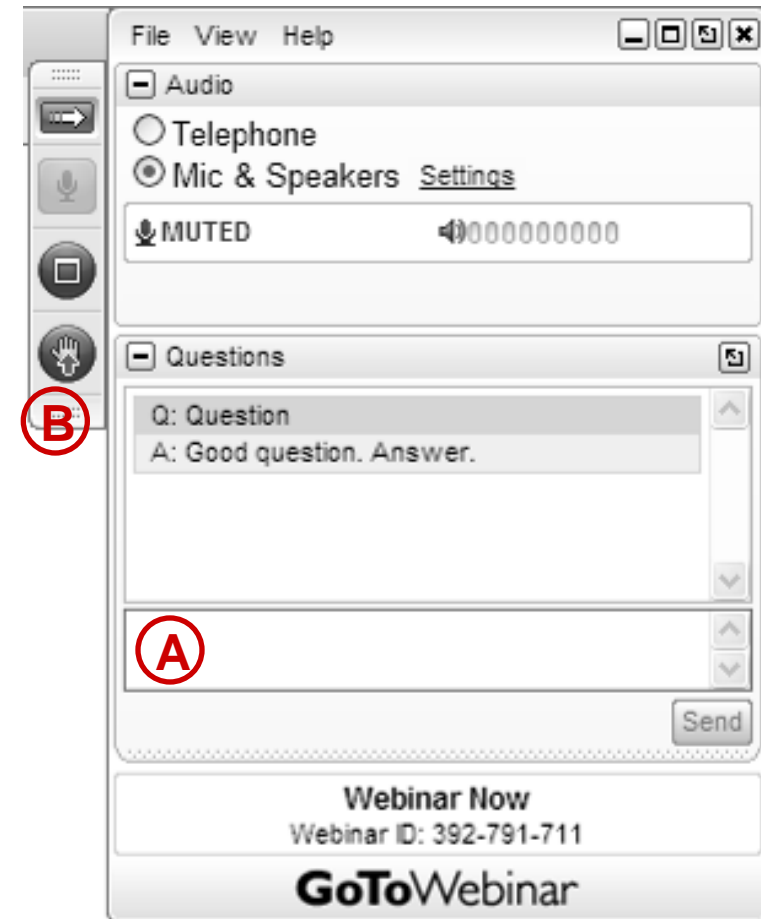 File View Help
Audio
Telephone
Mic & Speakers Settings
MUTED
Questions
B
Q: Question
A: Good question. Answer.
A
Send
Webinar Now
Webinar ID: 392-791-711
GoToWebinar